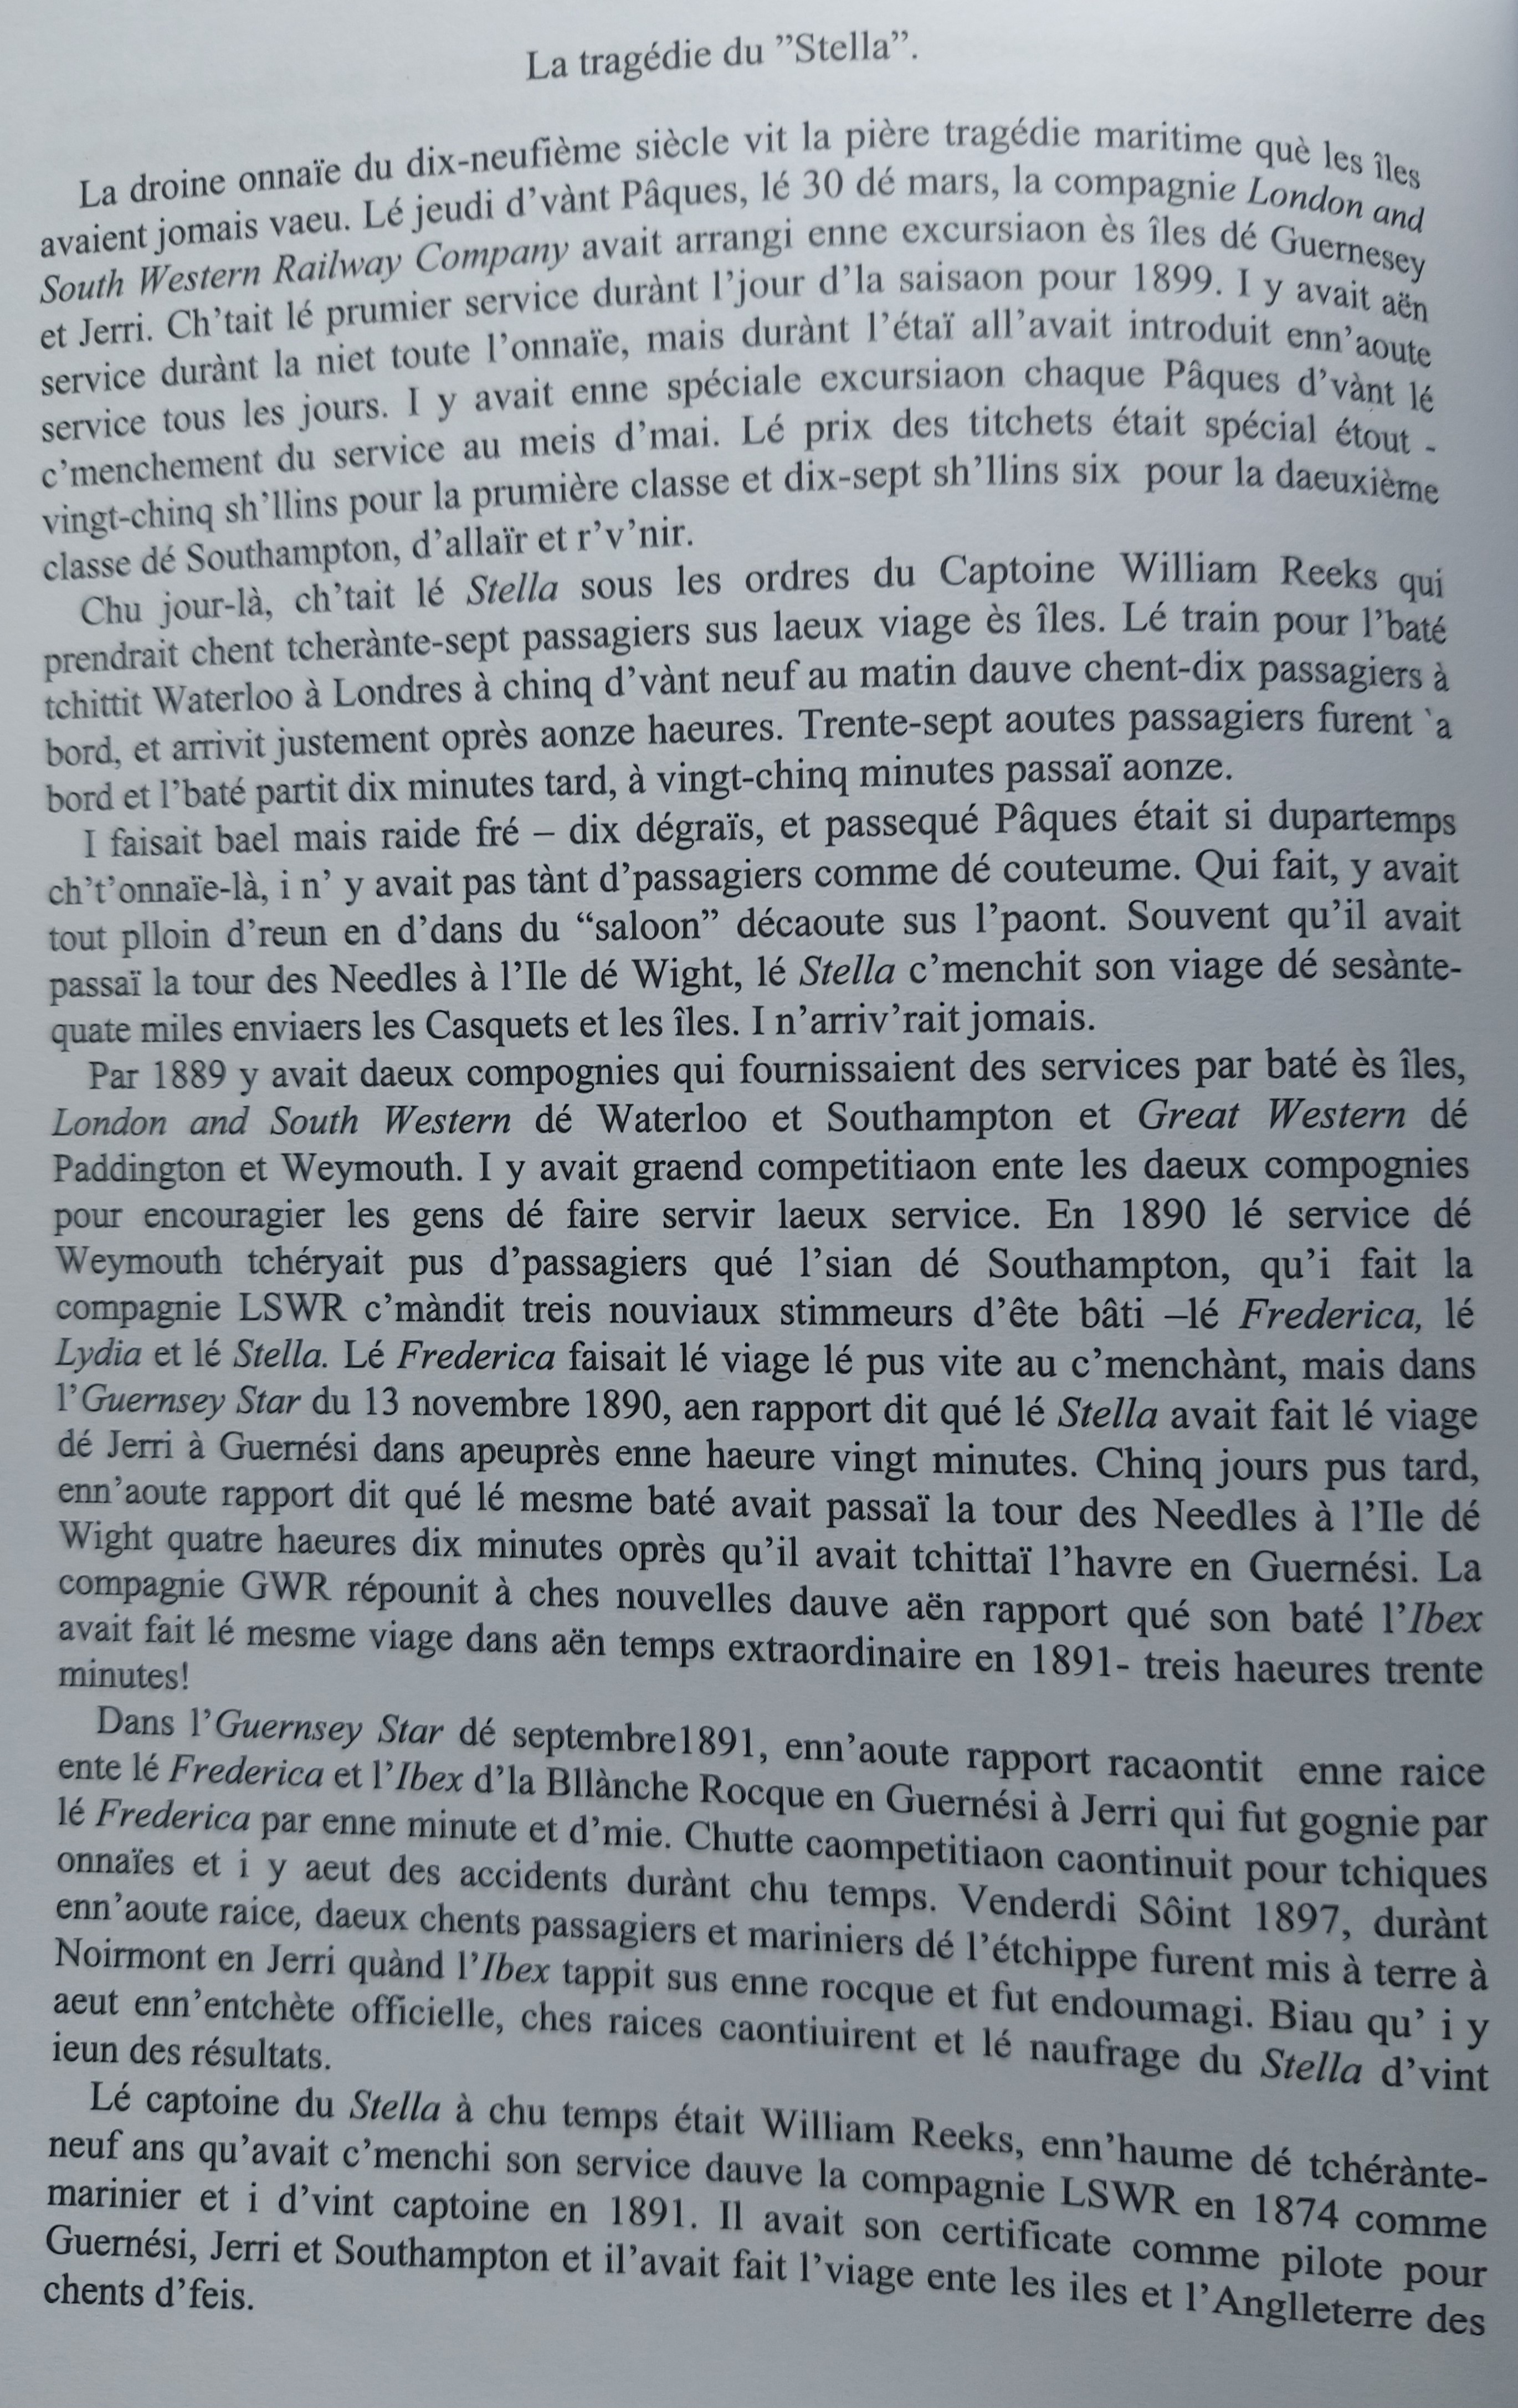 La tragédie du ”Stella”.
La droine onnaïe du dix-neufième siècle vit la pière tragédie maritime què les îles
avaient jomais vaeu. Lé jeudi d’vànt Pâques, lé 30 dé mars, la compagnie London and
South Western Railway Company avait arrangi enne excursiaon ès îles dé Guernesey
et Jerri. Ch’tait lé prumier service durànt l’jour d’la saisaon pour 1899. I y avait aën
service durànt la niet toute l’onnaïe, mais durànt l’étaï all’avait introduit enn’aoute
service tous les jours. I y avait enne spéciale excursiaon chaque Pâques d’vànt lé
c’menchement du service au meis d’mai. Lé prix des titchets était spécial étout -
vingt-chinq sh’llins pour la prumière classe et dix-sept sh’llins six pour la daeuxième
classe dé Southampton, d’allaïr et r’v’nir.
Chu jour-là, ch’tait lé Stella sous les ordres du Captoine William Reeks qui
prendrait chent tcherànte-sept passagiers sus laeux viage ès îles. Lé train pour l’baté
tchittit Waterloo à Londres à chinq d’vànt neuf au matin dauve chent-dix passagiers à
bord, et arrivit justement oprès aonze haeures. Trente-sept aoutes passagiers furent `a
bord et l’baté partit dix minutes tard, à vingt-chinq minutes passaï aonze.
I faisait bael mais raide fré – dix dégraïs, et passequé Pâques était si dupartemps
ch’t’onnaïe-là, i n’ y avait pas tànt d’passagiers comme dé couteume. Qui fait, y avait
tout plloin d’reun en d’dans du “saloon” décaoute sus l’paont. Souvent qu’il avait
passaï la tour des Needles à l’Ile dé Wight, lé Stella c’menchit son viage dé sesànte-
quate miles enviaers les Casquets et les îles. I n’arriv’rait jomais.
Par 1889 y avait daeux compognies qui fournissaient des services par baté ès îles,
London and South Western dé Waterloo et Southampton et Great Western dé
Paddington et Weymouth. I y avait graend competitiaon ente les daeux compognies
pour encouragier les gens dé faire servir laeux service. En 1890 lé service dé
Weymouth tchéryait pus d’passagiers qué l’sian dé Southampton, qu’i fait la
compagnie LSWR c’màndit treis nouviaux stimmeurs d’ête bâti –lé Frederica, lé
Lydia et lé Stella. Lé Frederica faisait lé viage lé pus vite au c’menchànt, mais dans
l’Guernsey Star du 13 novembre 1890, aen rapport dit qué lé Stella avait fait lé viage
dé Jerri à Guernési dans apeuprès enne haeure vingt minutes. Chinq jours pus tard,
enn’aoute rapport dit qué lé mesme baté avait passaï la tour des Needles à l’Ile dé
Wight quatre haeures dix minutes oprès qu’il avait tchittaï l’havre en Guernési. La
compagnie GWR répounit à ches nouvelles dauve aën rapport qué son baté l’Ibex
avait fait lé mesme viage dans aën temps extraordinaire en 1891- treis haeures trente
minutes!
Dans l’Guernsey Star dé septembre1891, enn’aoute rapport racaontit enne raice
ente lé Frederica et l’Ibex d’la Bllànche Rocque en Guernési à Jerri qui fut gognie par
lé Frederica par enne minute et d’mie. Chutte caompetitiaon caontinuit pour tchiques
onnaïes et i y aeut des accidents durànt chu temps. Venderdi Sôint 1897, durànt
enn’aoute raice, daeux chents passagiers et mariniers dé l’étchippe furent mis à terre à
Noirmont en Jerri quànd l’Ibex tappit sus enne rocque et fut endoumagi. Biau qu’ i y
aeut enn’entchète officielle, ches raices caontiuirent et lé naufrage du Stella d’vint
ieun des résultats.
Lé captoine du Stella à chu temps était William Reeks, enn’haume dé tchérànte-
neuf ans qu’avait c’menchi son service dauve la compagnie LSWR en 1874 comme
marinier et i d’vint captoine en 1891. Il avait son certificate comme pilote pour
Guernési, Jerri et Southampton et il’avait fait l’viage ente les iles et l’Anglleterre des
chents d’feis.